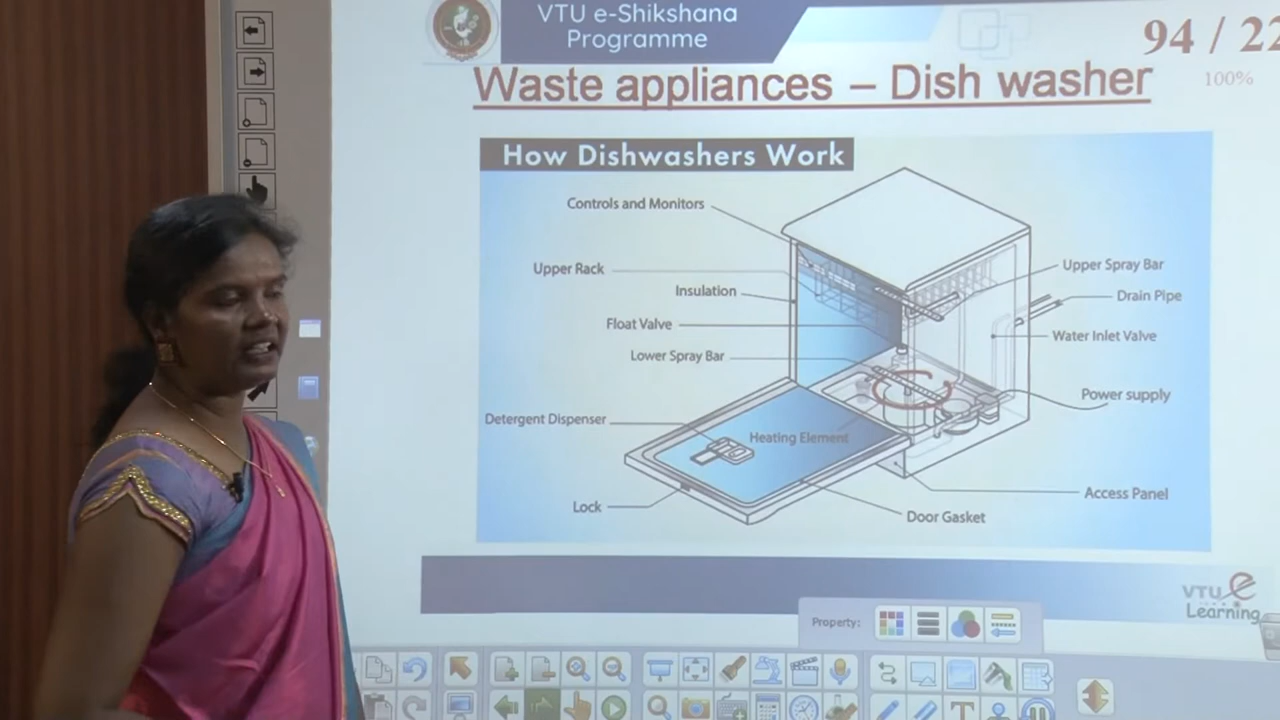 VTU e-Shikshana
Programme
94 / 22
100%
Waste appliances – Dish washer
How Dishwashers Work
Controls and Monitors
Upper Rack
Insulation
Float Valve
Lower Spray Bar
Detergent Dispenser
Heating Element
Lock
Upper Spray Bar
Drain Pipe
Water Inlet Valve
Power supply
Access Panel
Door Gasket
VTU e
Learning
Property: